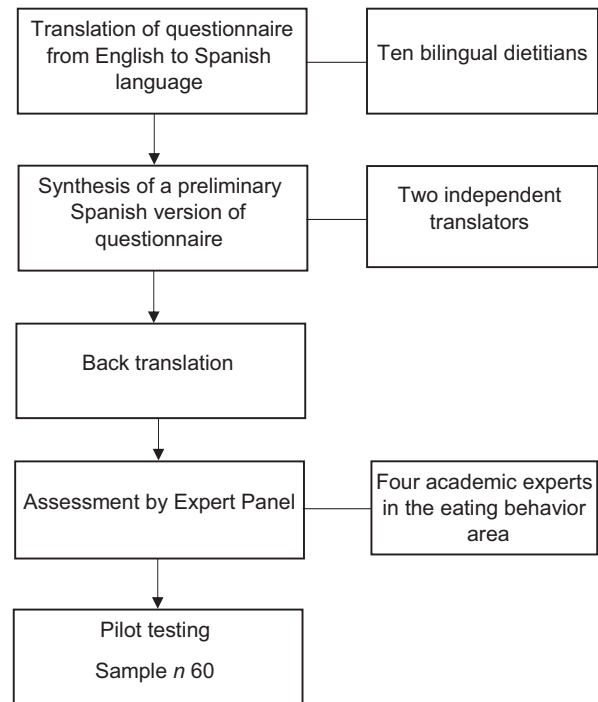 Translation of questionnaire
from English to Spanish
language
Ten bilingual dietitians
Synthesis of a preliminary
Spanish version of
questionnaire
Two independent
translators
Back translation
Assessment by Expert Panel
Four academic experts
in the eating behavior
area
Pilot testing
Sample n 60